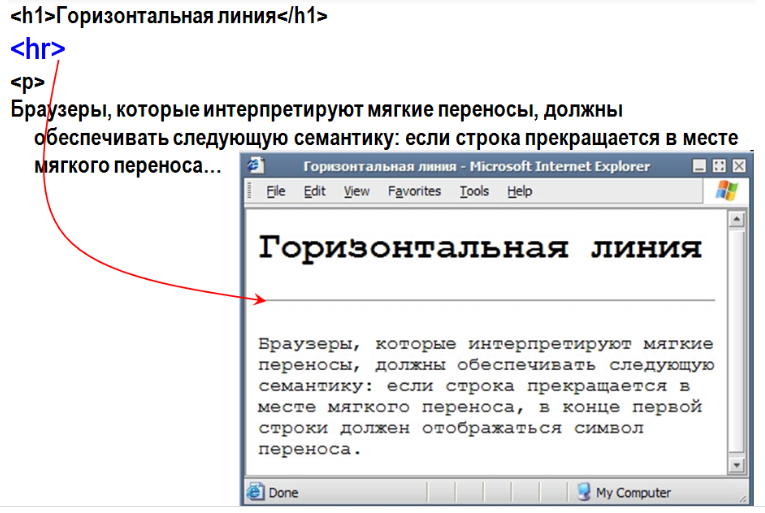 <h1>Горизонтальная линия</h1>
<hr>
<p>
Браузеры, которые интерпретируют мягкие переносы, должны
обеспечивать следующую семантику: если строка прекращается в месте
мягкого переноса…
Горизонтальная линия - Microsoft Internet Explorer
File Edit View Favorites Tools Help
Горизонтальная линия
Браузеры, которые интерпретируют мягкие
переносы, должны обеспечивать следующую
семантику: если строка прекращается в
месте мягкого переноса, в конце первой
строки должен отображаться символ
переноса.
Done My Computer